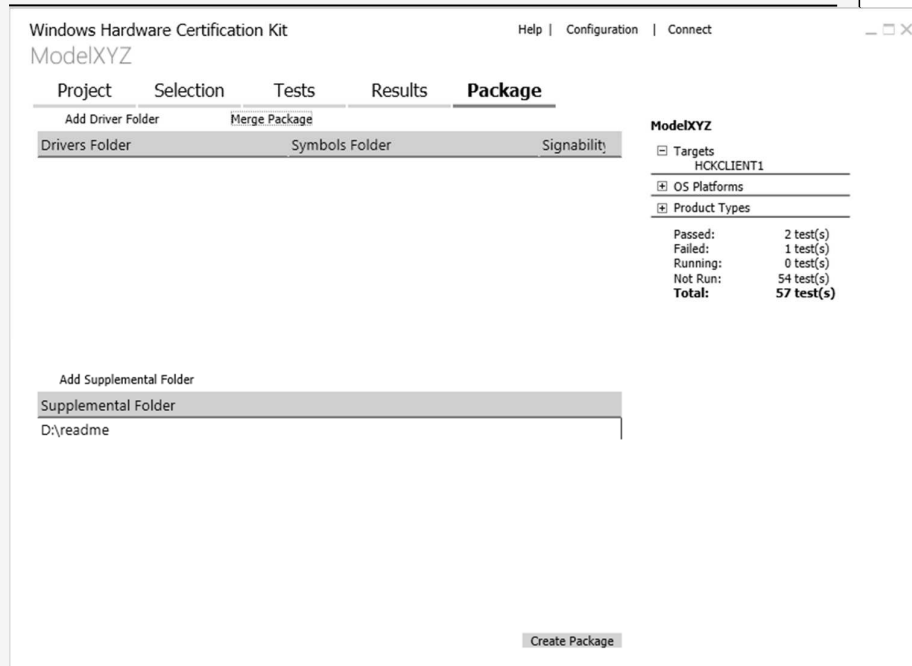 Windows Hardware Certification Kit
Help | Configuration | Connect
ModelXYZ
Project Selection Tests Results Package
Add Driver Folder Merge Package
Drivers Folder Symbols Folder Signability
ModelXYZ
Targets
HCKCLIENT1
OS Platforms
Product Types
Passed: 2 test(s)
Failed: 1 test(s)
Running: 0 test(s)
Not Run: 54 test(s)
Total: 57 test(s)
Add Supplemental Folder
Supplemental Folder
D:\readme
Create Package